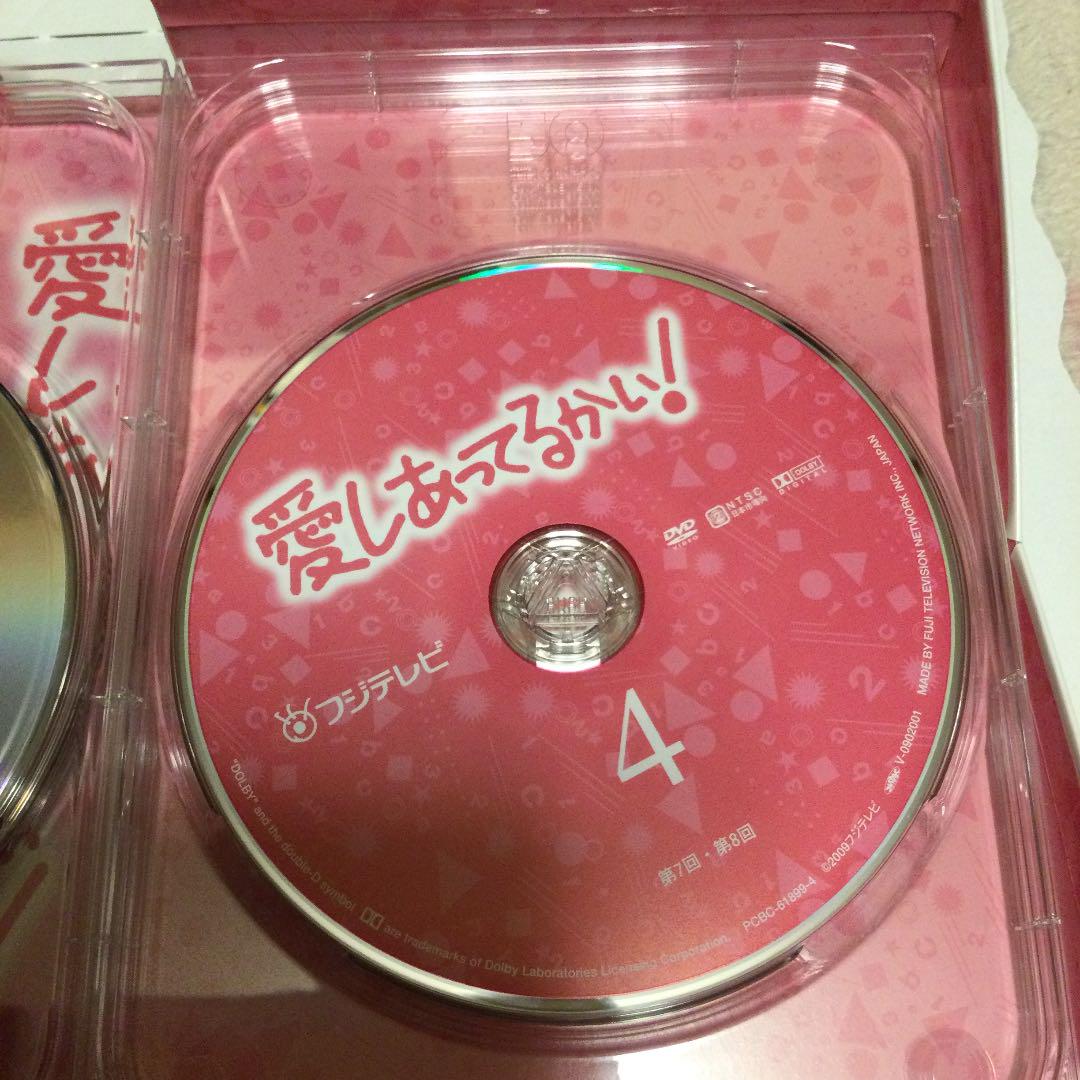 愛し
愛しあってるかい!
DVD
VIDEO
NTSC
日本市場向
2
DOLBY
DIGITAL
フジテレビ
4
第7回・第8回
"DOLBY" and the double-D symbol are trademarks of Dolby Laboratories Licensing Corporation.
PCBC-61899-4 ©2009フジテレビ V-0902001 MADE BY FUJI TELEVISION NETWORK INC., JAPAN